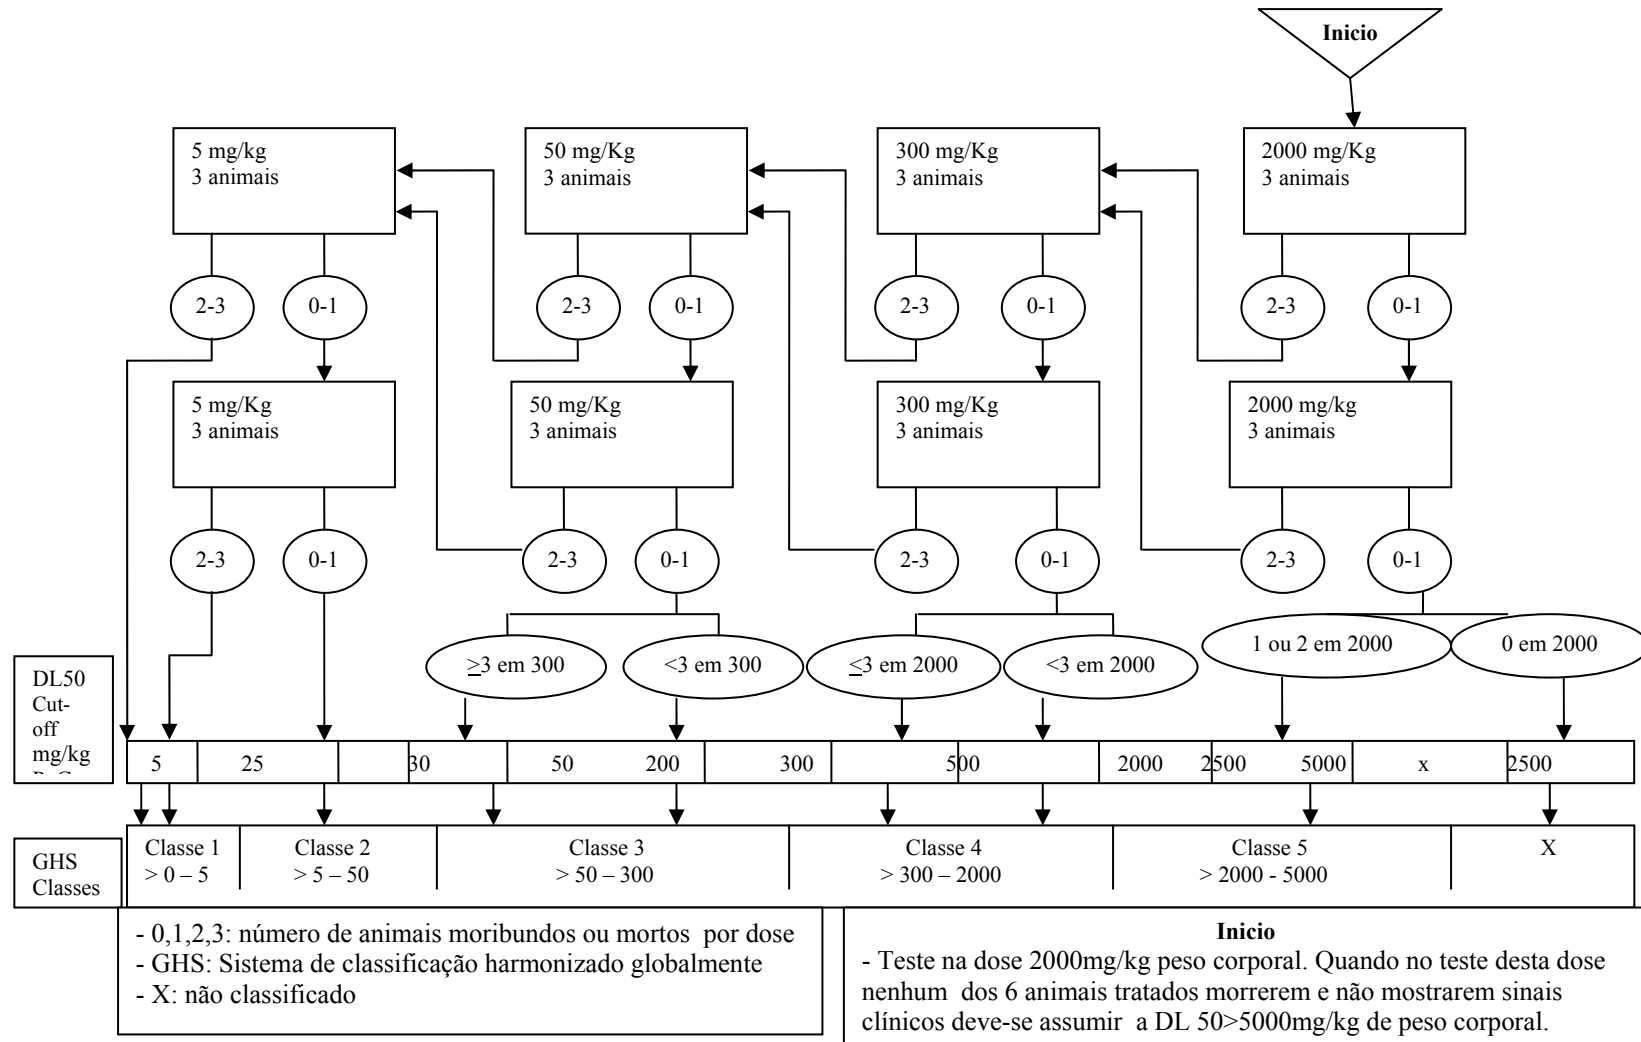 Inicio
5 mg/kg
3 animais
50 mg/Kg
3 animais
300 mg/Kg
3 animais
2000 mg/Kg
3 animais
2-3
0-1
2-3
0-1
2-3
0-1
2-3
0-1
5 mg/Kg
3 animais
50 mg/Kg
3 animais
300 mg/Kg
3 animais
2000 mg/kg
3 animais
2-3
0-1
2-3
0-1
2-3
0-1
2-3
0-1
≥3 em 300
<3 em 300
≤3 em 2000
<3 em 2000
1 ou 2 em 2000
0 em 2000
DL50
Cut-
off
mg/kg
5 25 30 50 200 300 500 2000 2500 5000 x 2500
GHS
Classes
Classe 1
> 0 – 5
Classe 2
> 5 – 50
Classe 3
> 50 – 300
Classe 4
> 300 – 2000
Classe 5
> 2000 - 5000
X
- 0,1,2,3: número de animais moribundos ou mortos por dose
- GHS: Sistema de classificação harmonizado globalmente
- X: não classificado
Inicio
- Teste na dose 2000mg/kg peso corporal. Quando no teste desta dose
nenhum dos 6 animais tratados morrerem e não mostrarem sinais
clínicos deve-se assumir a DL 50>5000mg/kg de peso corporal.